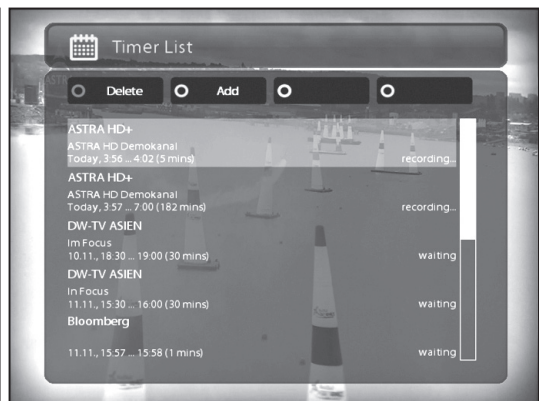 Timer List
Delete
Add
ASTRA HD+
ASTRA HD Demokanal
Today, 3:56 ... 4:02 (5 mins)
recording...
ASTRA HD+
ASTRA HD Demokanal
Today, 3:57 ... 7:00 (182 mins)
recording...
DW-TV ASIEN
Im Focus
10.11., 18:30 ... 19:00 (30 mins)
waiting
DW-TV ASIEN
In Focus
11.11., 15:30 ... 16:00 (30 mins)
waiting
Bloomberg
11.11., 15:57 ... 15:58 (1 mins)
waiting